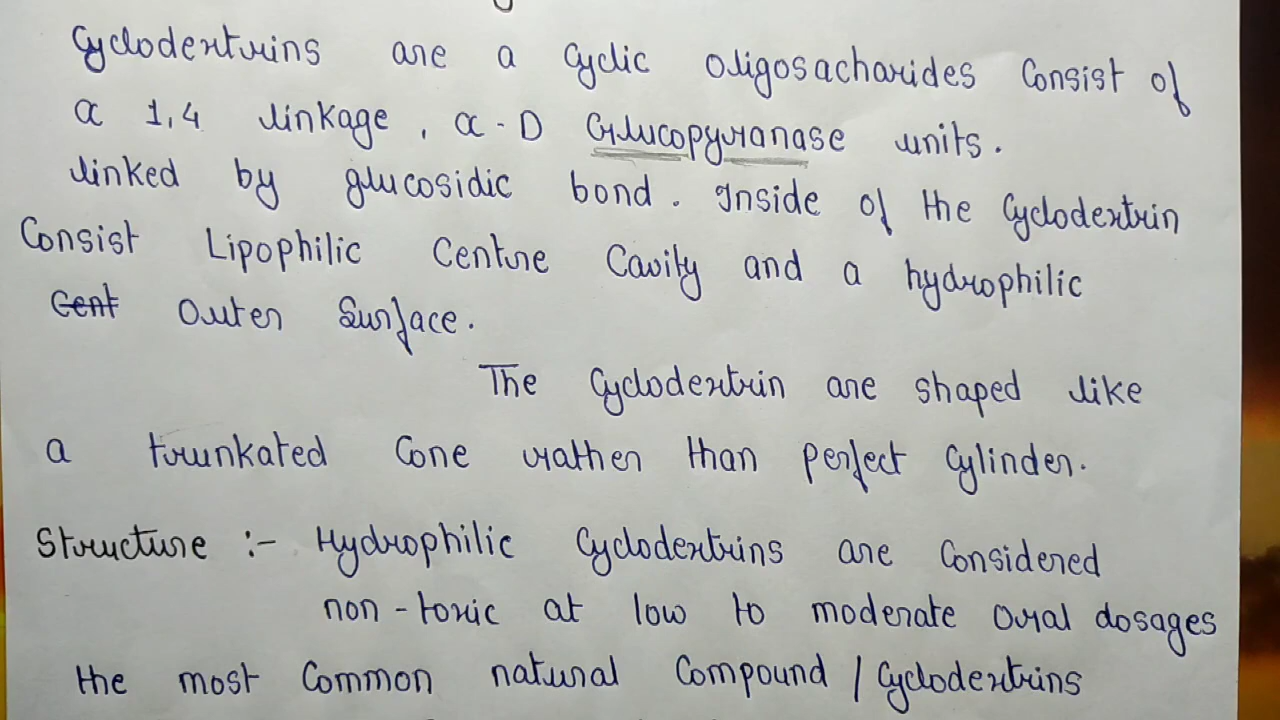 Cyclodextrins are a cyclic oligosacharides consist of
α 1,4 linkage, α-D Glucopyranase units.
linked by glucosidic bond. Inside of the cyclodextrin
Consist Lipophilic Centre Cavity and a hydrophilic
Cent Outer Surface.
The Cyclodextrin are shaped like
a trunkated Cone rather than perfect Cylinder.
Structure :- Hydrophilic Cyclodextrins are Considered
non-toxic at low to moderate oral dosages
the most Common natural Compound / Cyclodextrins